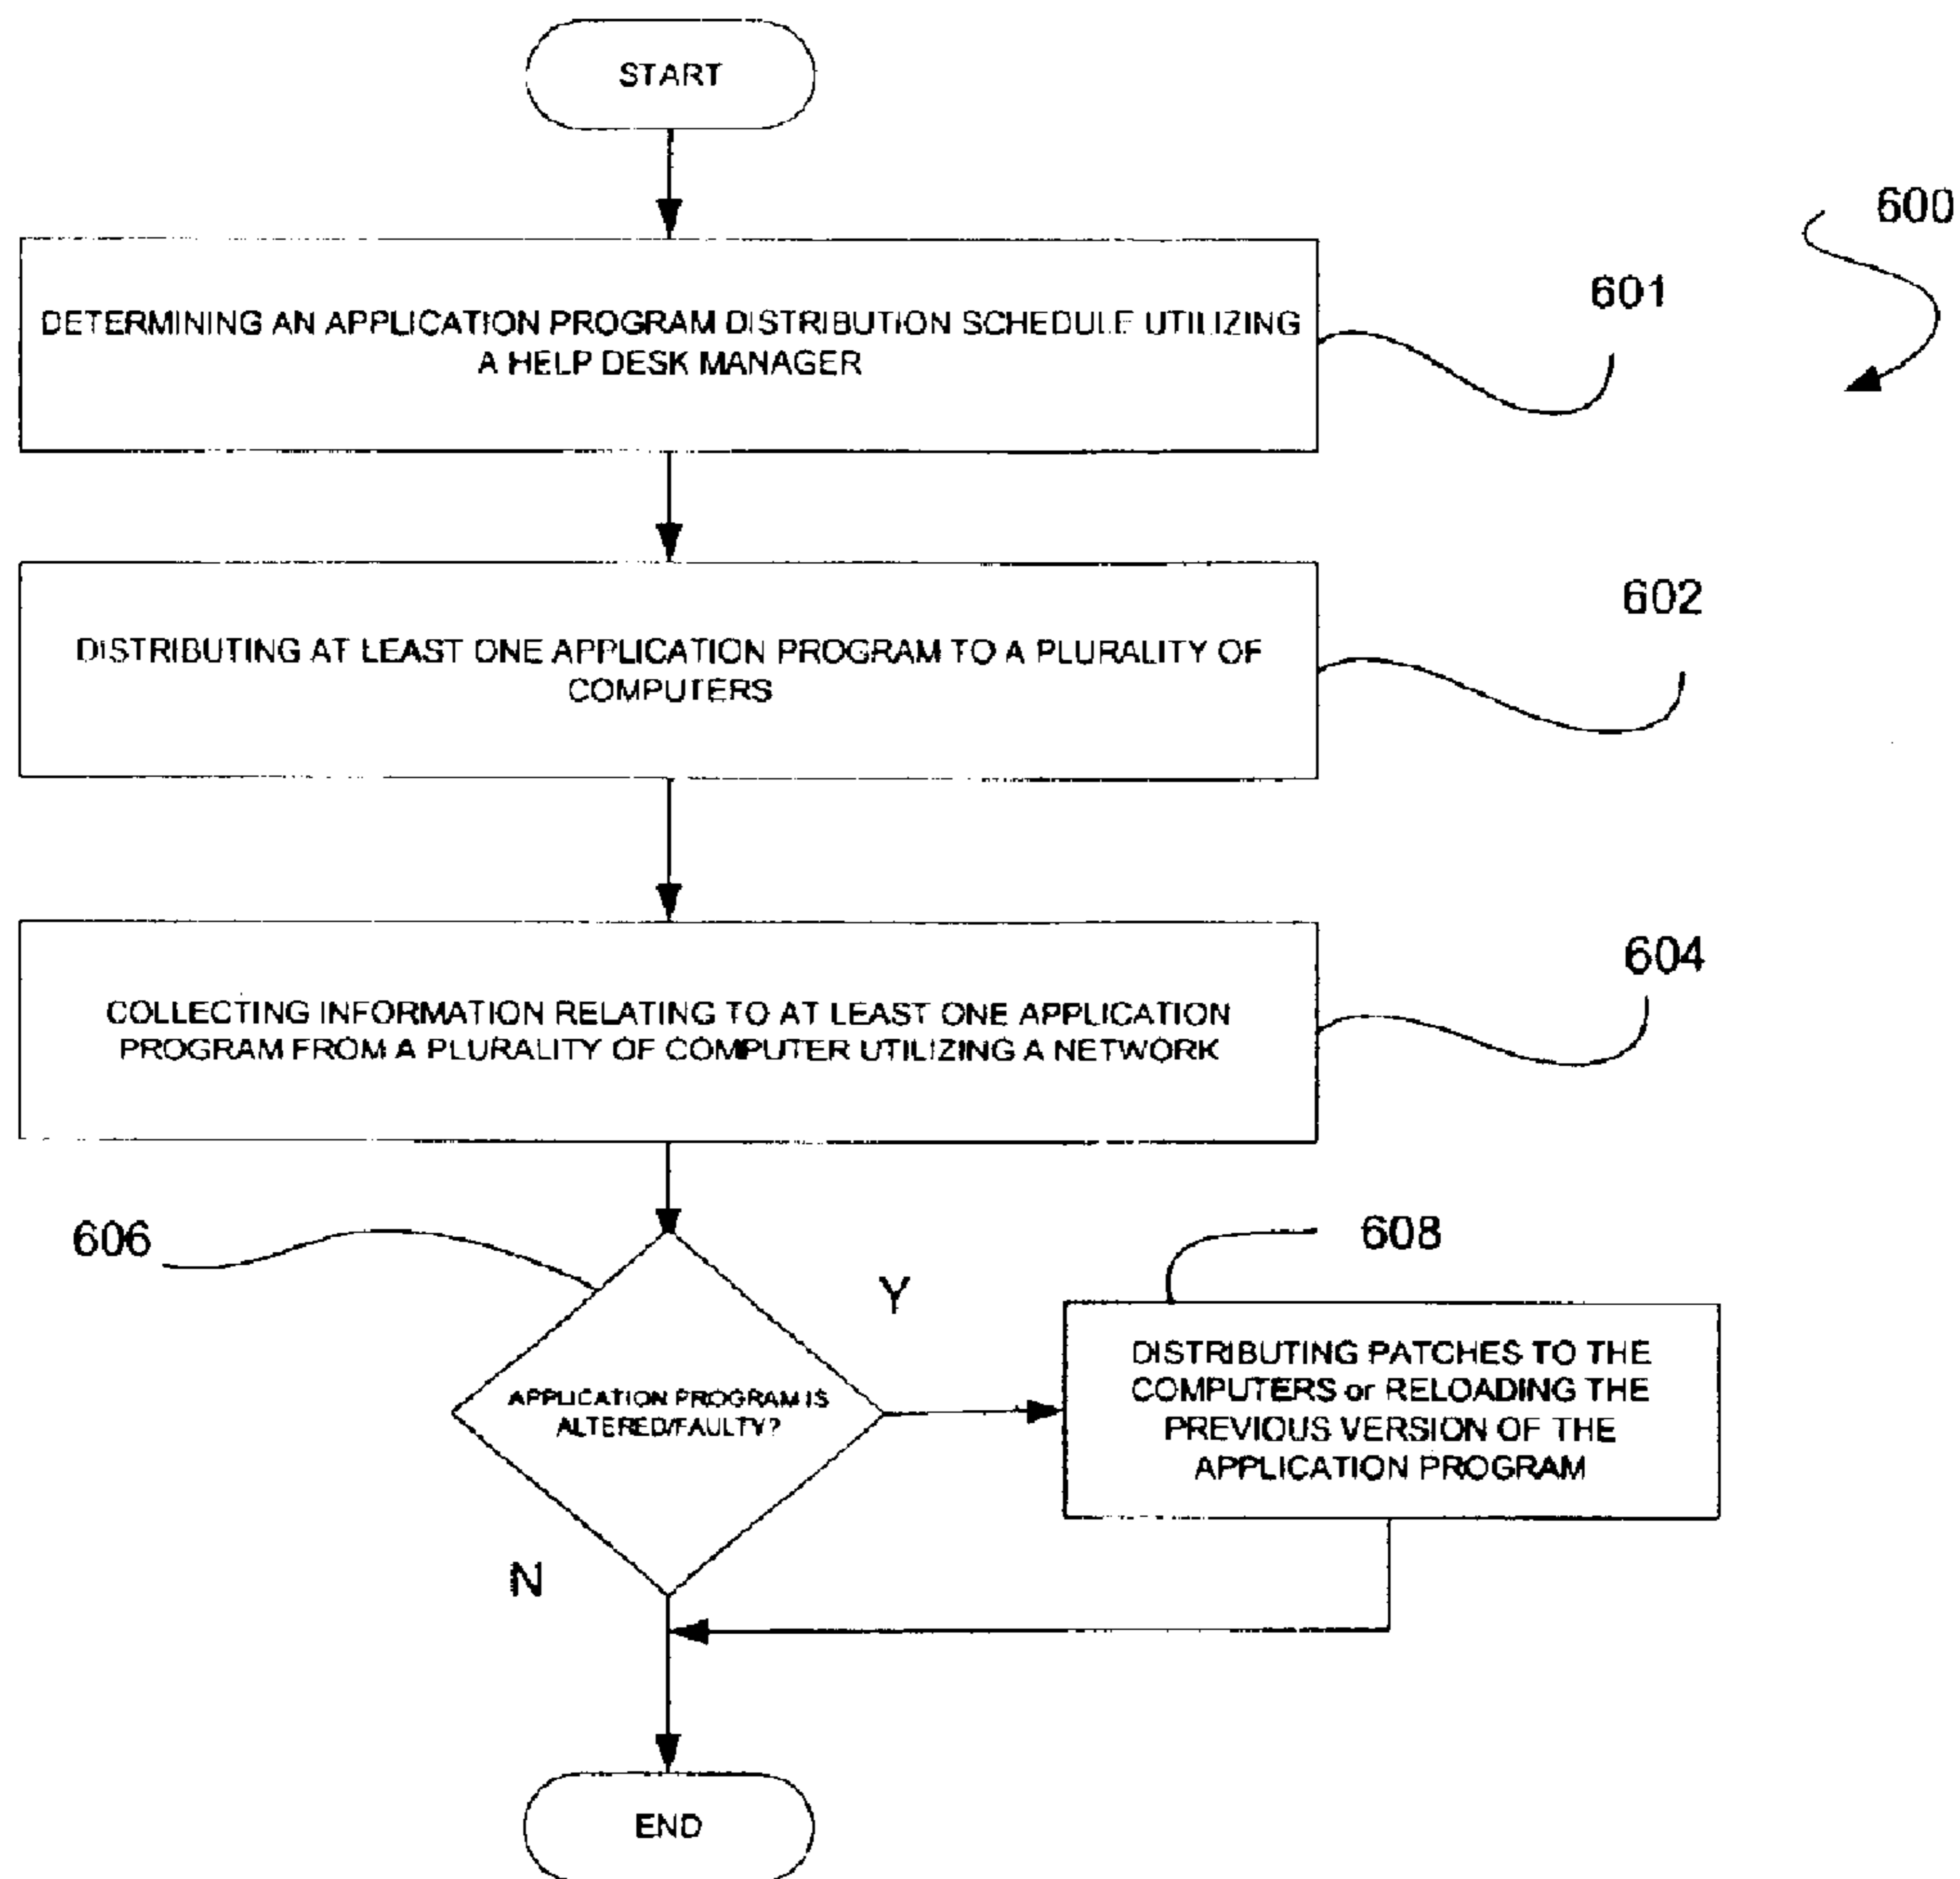 START
600
601
DETERMINING AN APPLICATION PROGRAM DISTRIBUTION SCHEDULE UTILIZING
A HELP DESK MANAGER
602
DISTRIBUTING AT LEAST ONE APPLICATION PROGRAM TO A PLURALITY OF
COMPUTERS
604
COLLECTING INFORMATION RELATING TO AT LEAST ONE APPLICATION
PROGRAM FROM A PLURALITY OF COMPUTER UTILIZING A NETWORK
606
608
Y
APPLICATION PROGRAM IS
ALTERED/FAULTY?
DISTRIBUTING PATCHES TO THE
COMPUTERS or RELOADING THE
PREVIOUS VERSION OF THE
APPLICATION PROGRAM
N
END